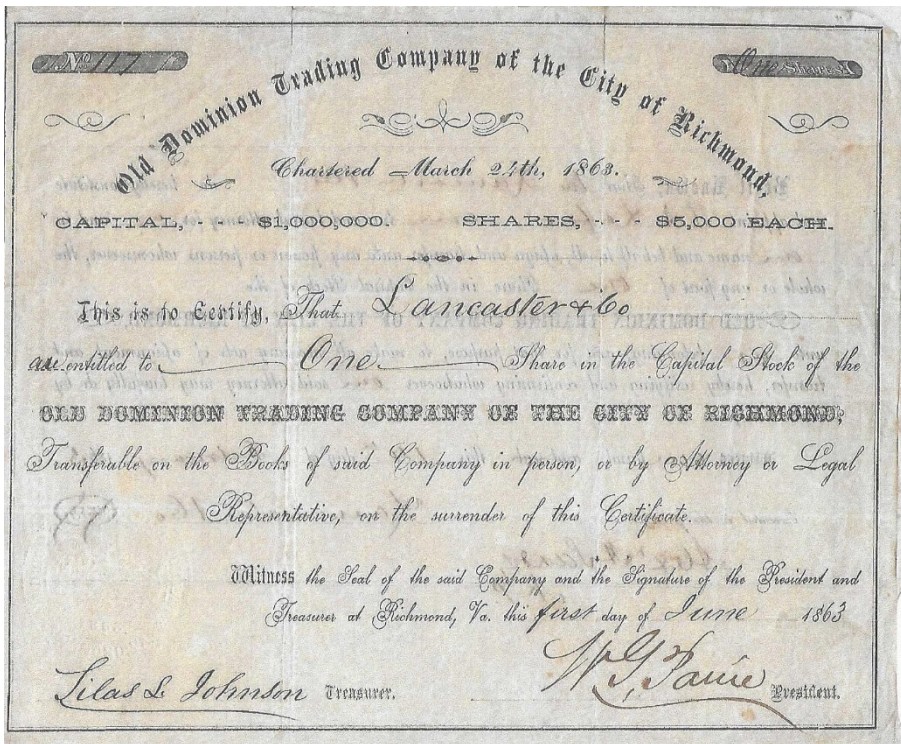 No 117
One Shares
Old Dominion Trading Company of the City of Richmond,
Chartered March 24th, 1863.
CAPITAL, - - $1,000,000. SHARES, - - $5,000 EACH.
This is to Certify, That Lancaster & Co
are entitled to One Share in the Capital Stock of the
OLD DOMINION TRADING COMPANY OF THE CITY OF RICHMOND,
Transferable on the Books of said Company in person, or by Attorney or Legal
Representative, on the surrender of this Certificate.
Witness the Seal of the said Company and the Signature of the President and
Treasurer at Richmond, Va. this first day of June 1863
Silas L Johnson Treasurer. W G Paine President.